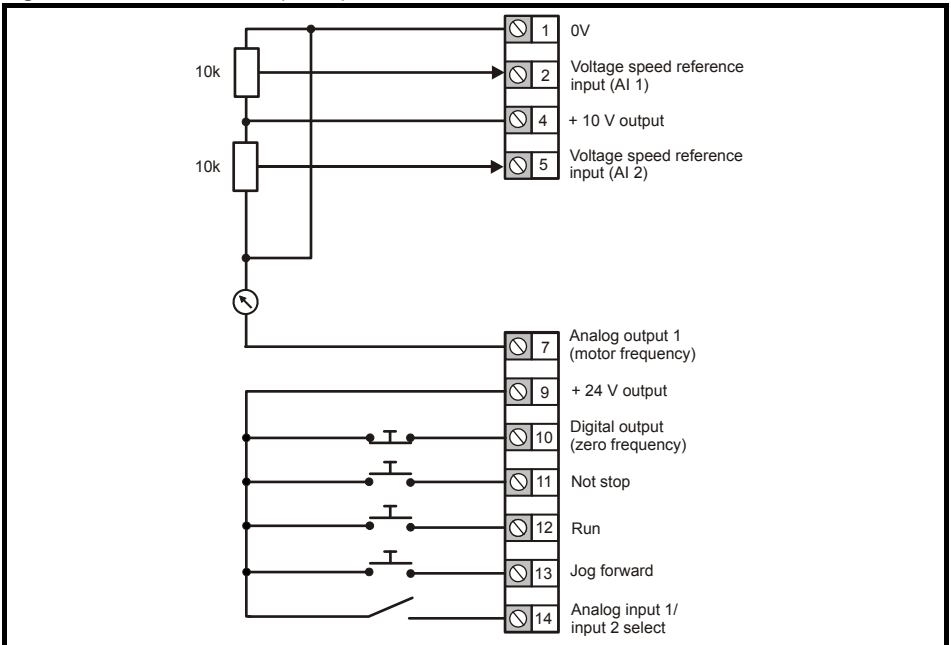 1 0V
10k
2 Voltage speed reference
input (AI 1)
4 + 10 V output
10k
5 Voltage speed reference
input (AI 2)
7 Analog output 1
(motor frequency)
9 + 24 V output
10 Digital output
(zero frequency)
11 Not stop
12 Run
13 Jog forward
14 Analog input 1/
input 2 select